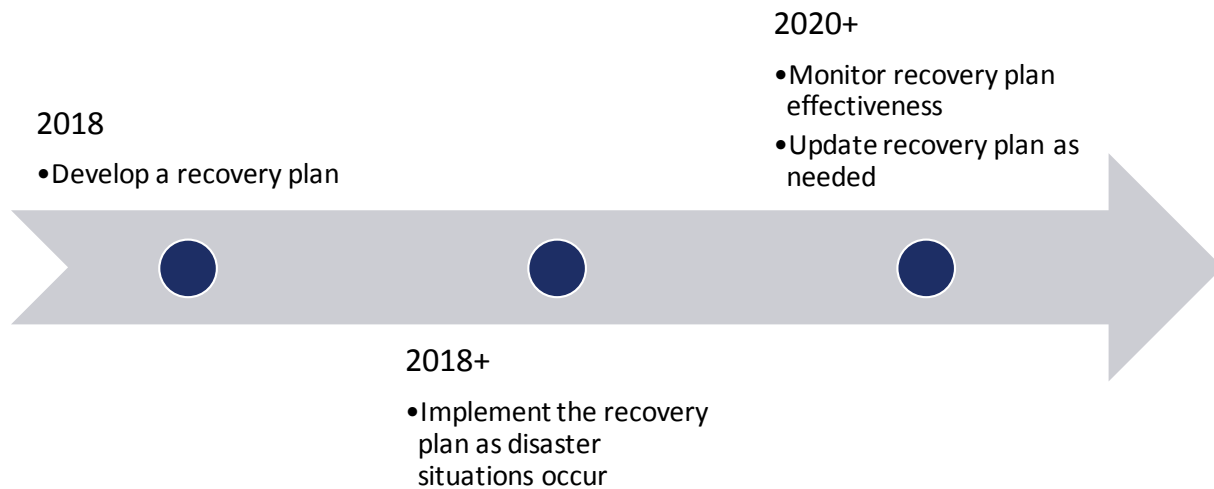 2018
•Develop a recovery plan
2018+
•Implement the recovery
plan as disaster
situations occur
2020+
•Monitor recovery plan
effectiveness
•Update recovery plan as
needed